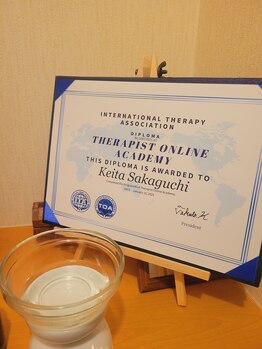 INTERNATIONAL THERAPY
ASSOCIATION
DIPLOMA
THERAPIST ONLINE
ACADEMY
THIS DIPLOMA IS AWARDED TO
Keita Sakaguchi
TOA
President